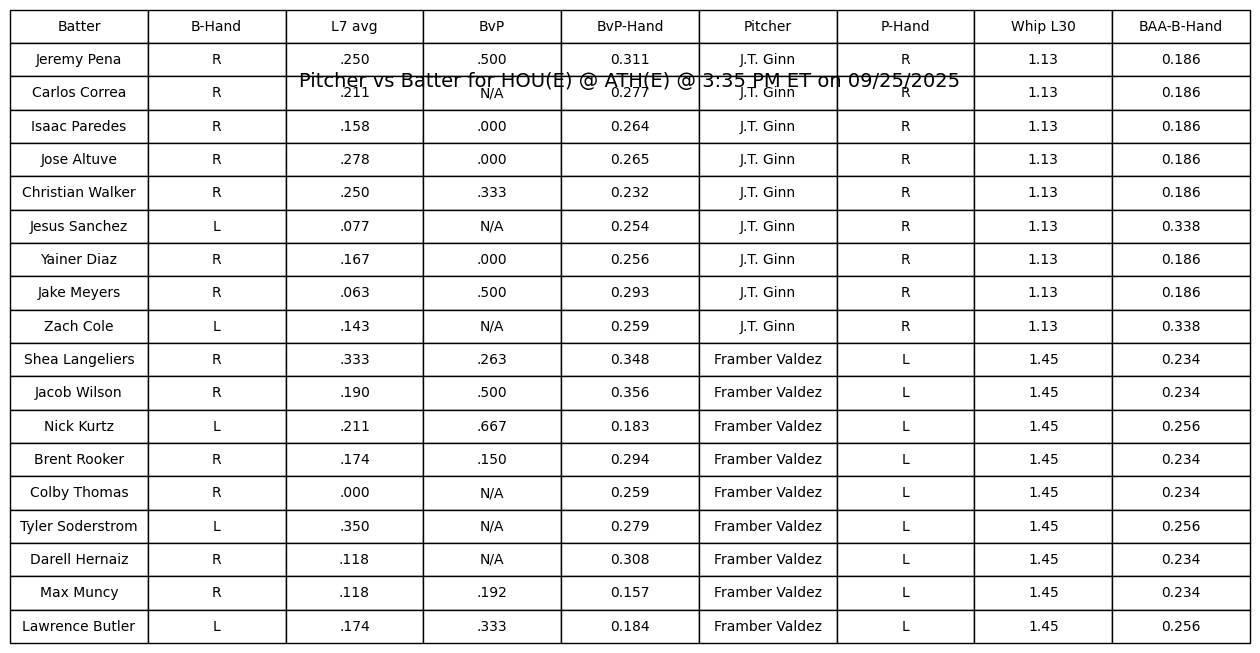 Batter B-Hand L7 avg BvP BvP-Hand Pitcher P-Hand Whip L30 BAA-B-Hand
Jeremy Pena R .250 .500 0.311 J.T. Ginn R 1.13 0.186
Pitcher vs Batter for HOU(E) @ ATH(E) @ 3:35 PM ET on 09/25/2025
Carlos Correa R .211 N/A 0.277 J.T. Ginn R 1.13 0.186
Isaac Paredes R .158 .000 0.264 J.T. Ginn R 1.13 0.186
Jose Altuve R .278 .000 0.265 J.T. Ginn R 1.13 0.186
Christian Walker R .250 .333 0.232 J.T. Ginn R 1.13 0.186
Jesus Sanchez L .077 N/A 0.254 J.T. Ginn R 1.13 0.338
Yainer Diaz R .167 .000 0.256 J.T. Ginn R 1.13 0.186
Jake Meyers R .063 .500 0.293 J.T. Ginn R 1.13 0.186
Zach Cole L .143 N/A 0.259 J.T. Ginn R 1.13 0.338
Shea Langeliers R .333 .263 0.348 Framber Valdez L 1.45 0.234
Jacob Wilson R .190 .500 0.356 Framber Valdez L 1.45 0.234
Nick Kurtz L .211 .667 0.183 Framber Valdez L 1.45 0.256
Brent Rooker R .174 .150 0.294 Framber Valdez L 1.45 0.234
Colby Thomas R .000 N/A 0.259 Framber Valdez L 1.45 0.234
Tyler Soderstrom L .350 N/A 0.279 Framber Valdez L 1.45 0.256
Darell Hernaiz R .118 N/A 0.308 Framber Valdez L 1.45 0.234
Max Muncy R .118 .192 0.157 Framber Valdez L 1.45 0.234
Lawrence Butler L .174 .333 0.184 Framber Valdez L 1.45 0.256